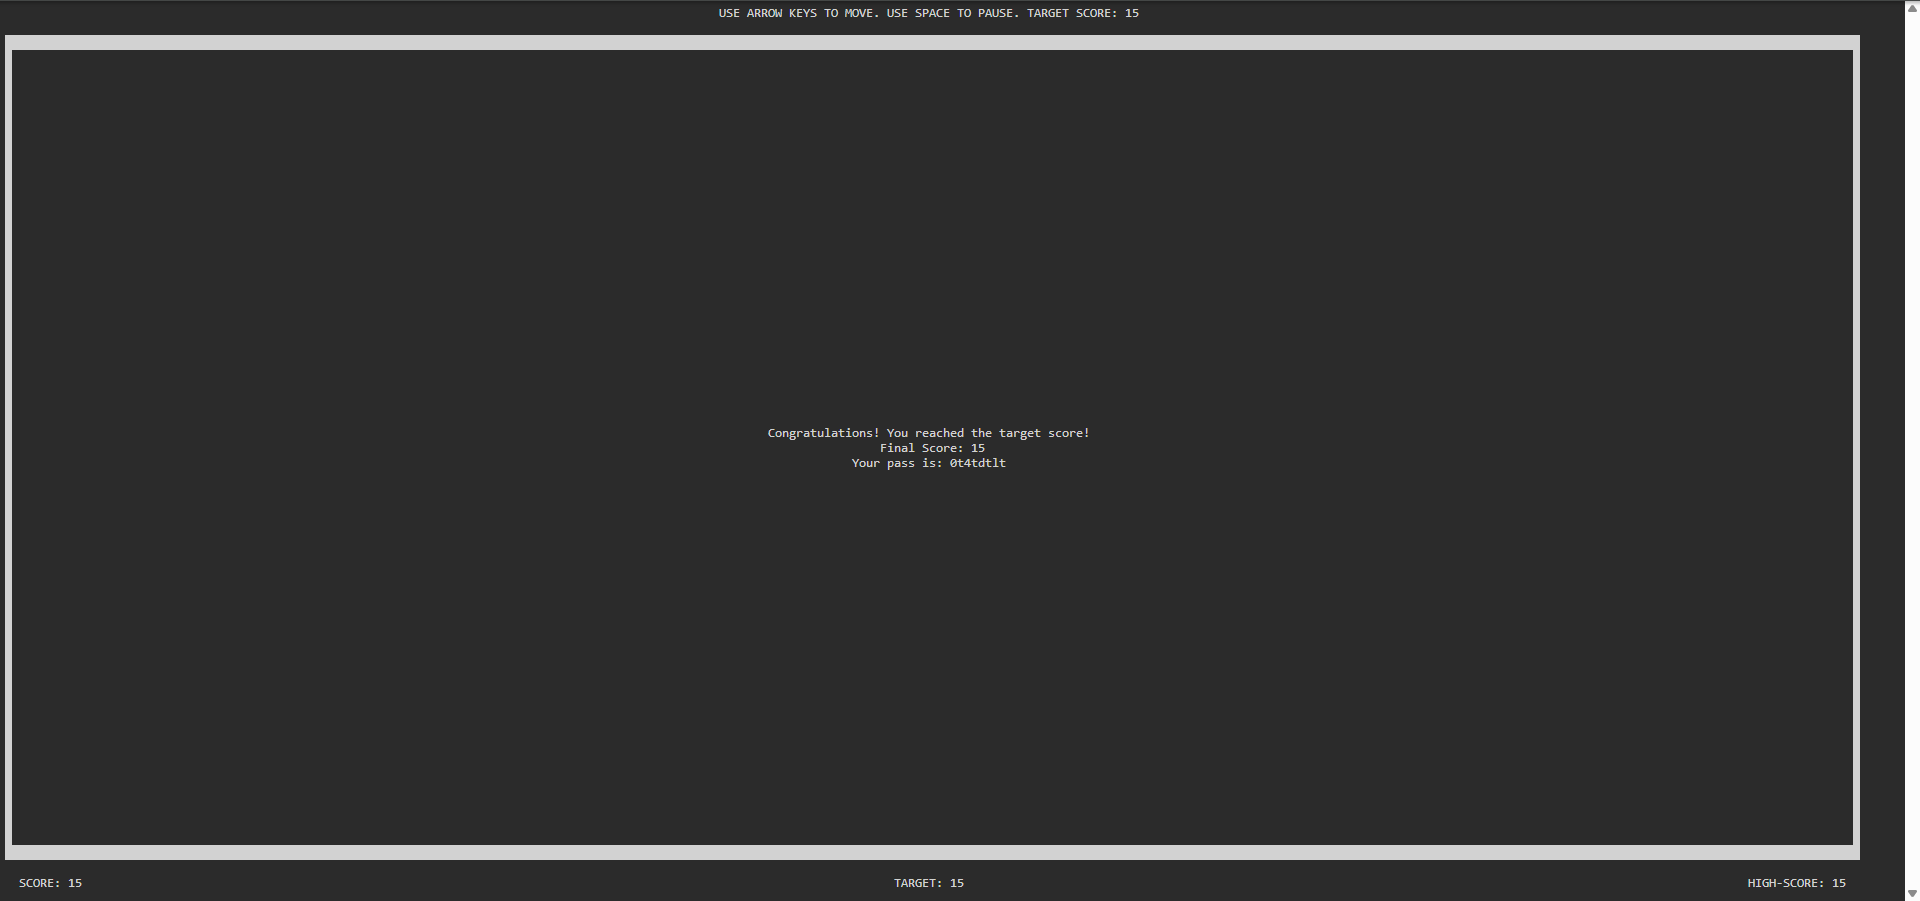 USE ARROW KEYS TO MOVE. USE SPACE TO PAUSE. TARGET SCORE: 15
Congratulations! You reached the target score!
Final Score: 15
Your pass is: 0t4tdtlt
SCORE: 15
TARGET: 15
HIGH-SCORE: 15